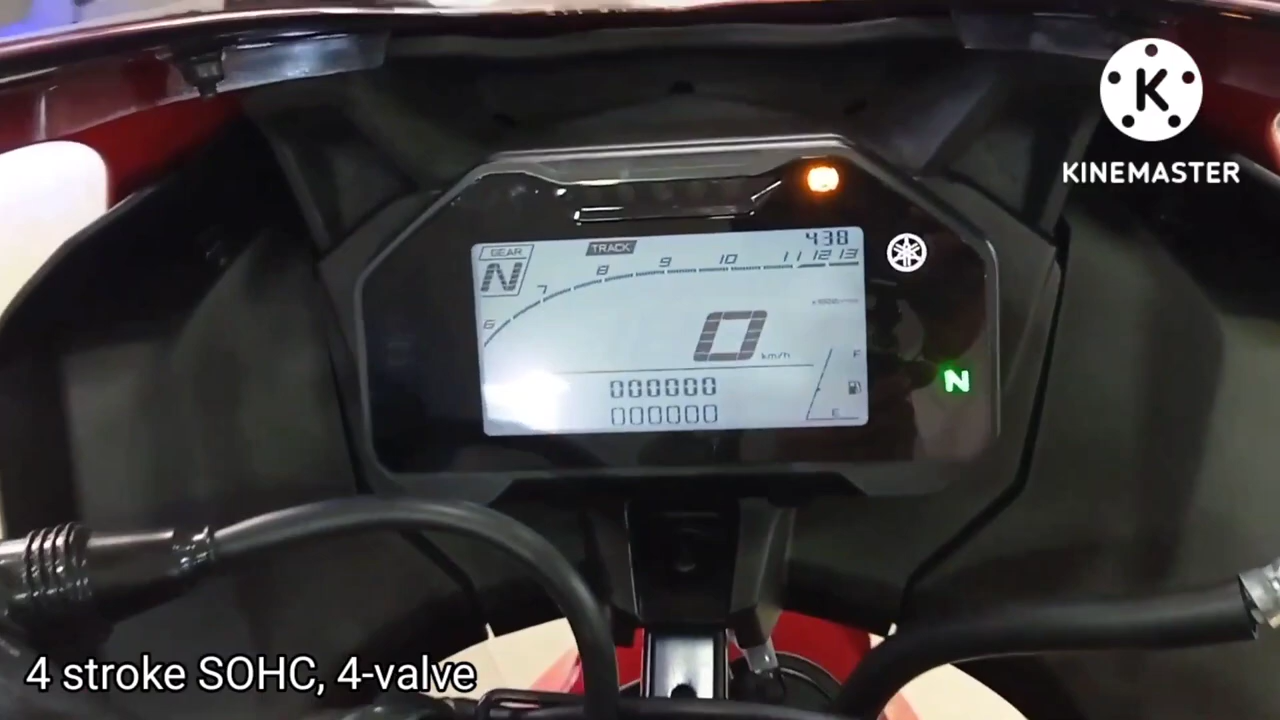 K
KINEMASTER
GEAR
N
TRACK
438
6 7 8 9 10 11 12 13
0
km/h
F
N
000000
000000
E
4 stroke SOHC, 4-valve